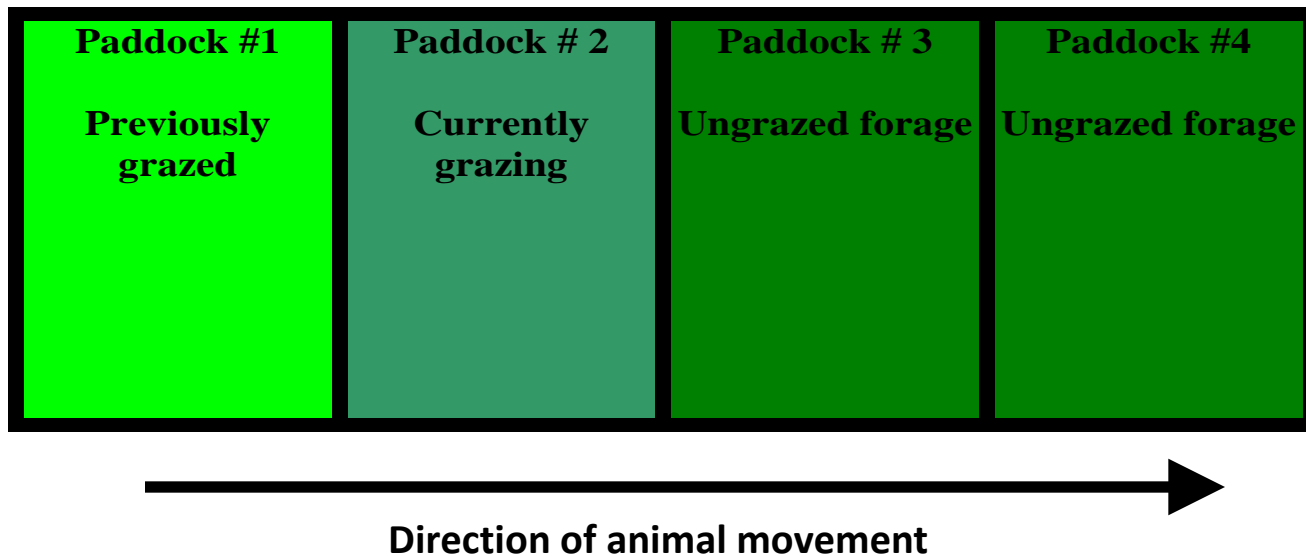 Paddock #1
Previously
grazed
Paddock # 2
Currently
grazing
Paddock # 3
Ungrazed forage
Paddock #4
Ungrazed forage
Direction of animal movement